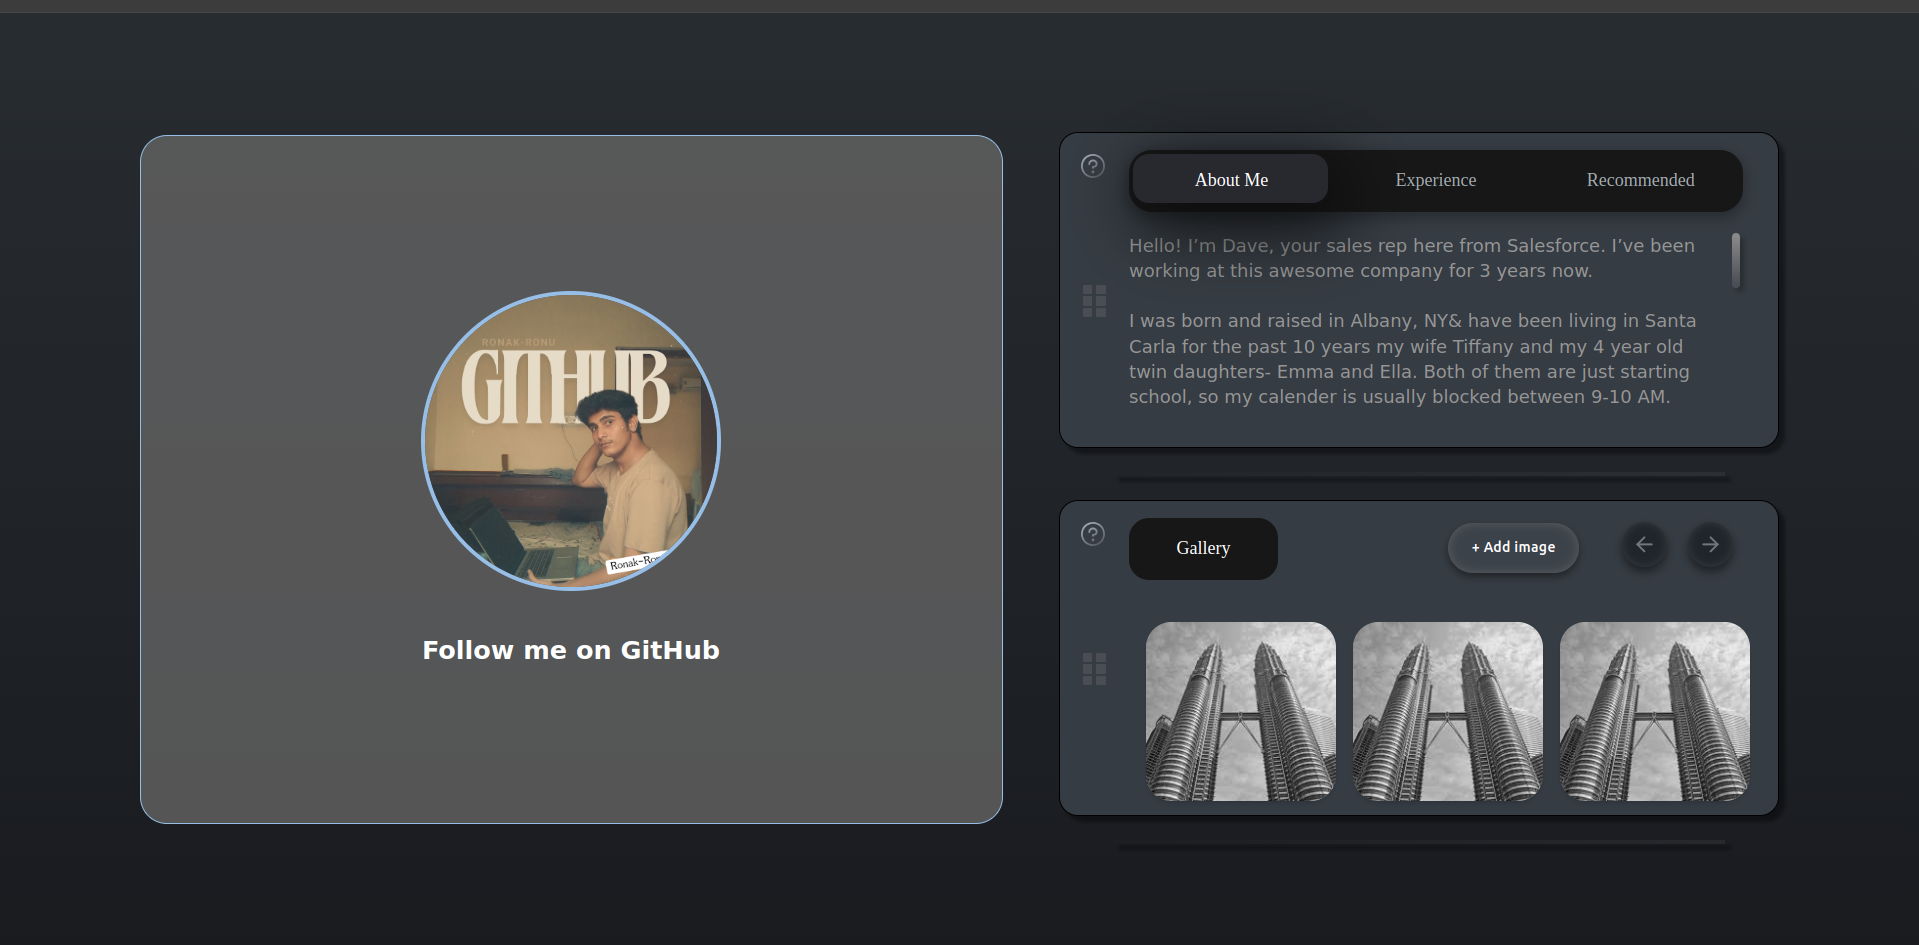 RONAK-RONU
GITHUB
Follow me on GitHub
About Me
Experience
Recommended
Hello! I’m Dave, your sales rep here from Salesforce. I’ve been
working at this awesome company for 3 years now.
I was born and raised in Albany, NY& have been living in Santa
Carla for the past 10 years my wife Tiffany and my 4 year old
twin daughters- Emma and Ella. Both of them are just starting
school, so my calender is usually blocked between 9-10 AM.
Gallery
+ Add image